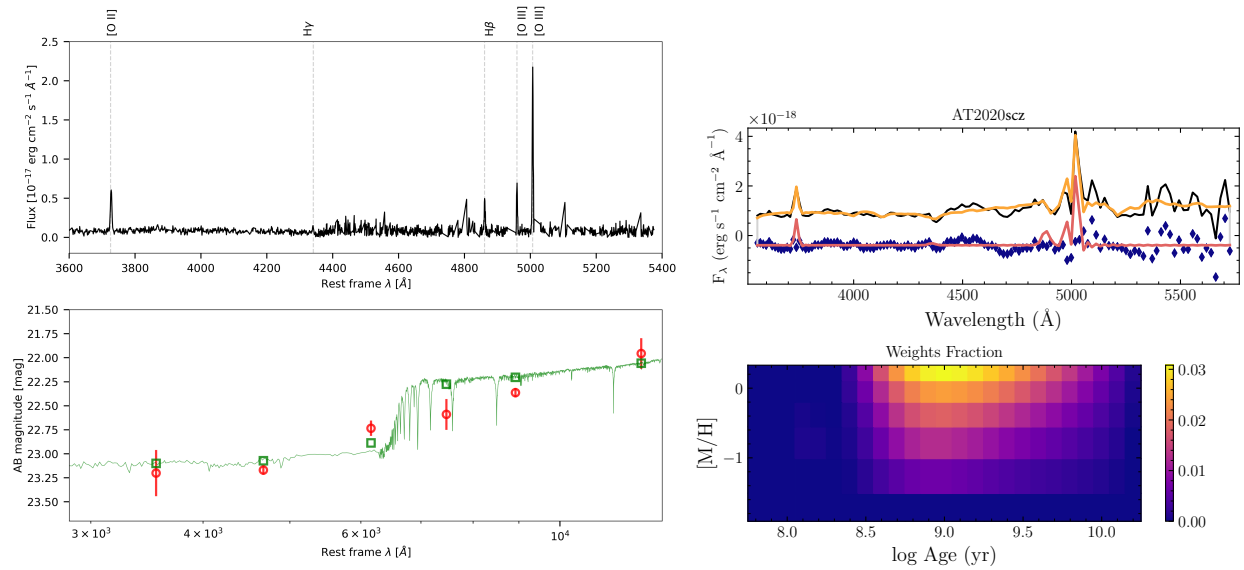 [O II]
Hγ
Hβ
[O III]
[O III]
2.5
2.0
1.5
1.0
0.5
0.0
Flux [10⁻¹⁷ erg cm⁻² s⁻¹ Å⁻¹]
3600 3800 4000 4200 4400 4600 4800 5000 5200 5400
Rest frame λ [Å]
21.50
21.75
22.00
22.25
22.50
22.75
23.00
23.25
23.50
AB magnitude [mag]
3 × 10³ 4 × 10³ 6 × 10³ 10⁴
Rest frame λ [Å]
×10⁻¹⁸
AT2020scz
4
2
0
F_λ (erg s⁻¹ cm⁻² Å⁻¹)
4000 4500 5000 5500
Wavelength (Å)
Weights Fraction
0
−1
[M/H]
8.0 8.5 9.0 9.5 10.0
log Age (yr)
0.03
0.02
0.01
0.00